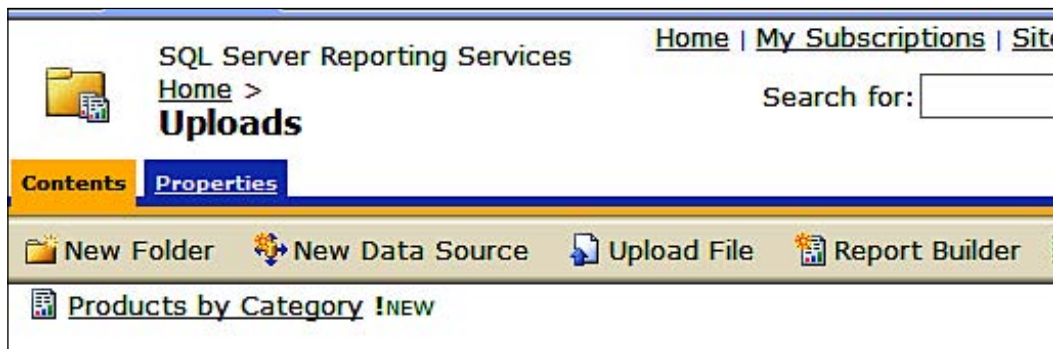 Home | My Subscriptions | Site
SQL Server Reporting Services
Home >
Search for:
Uploads
Contents Properties
New Folder New Data Source Upload File Report Builder
Products by Category !NEW